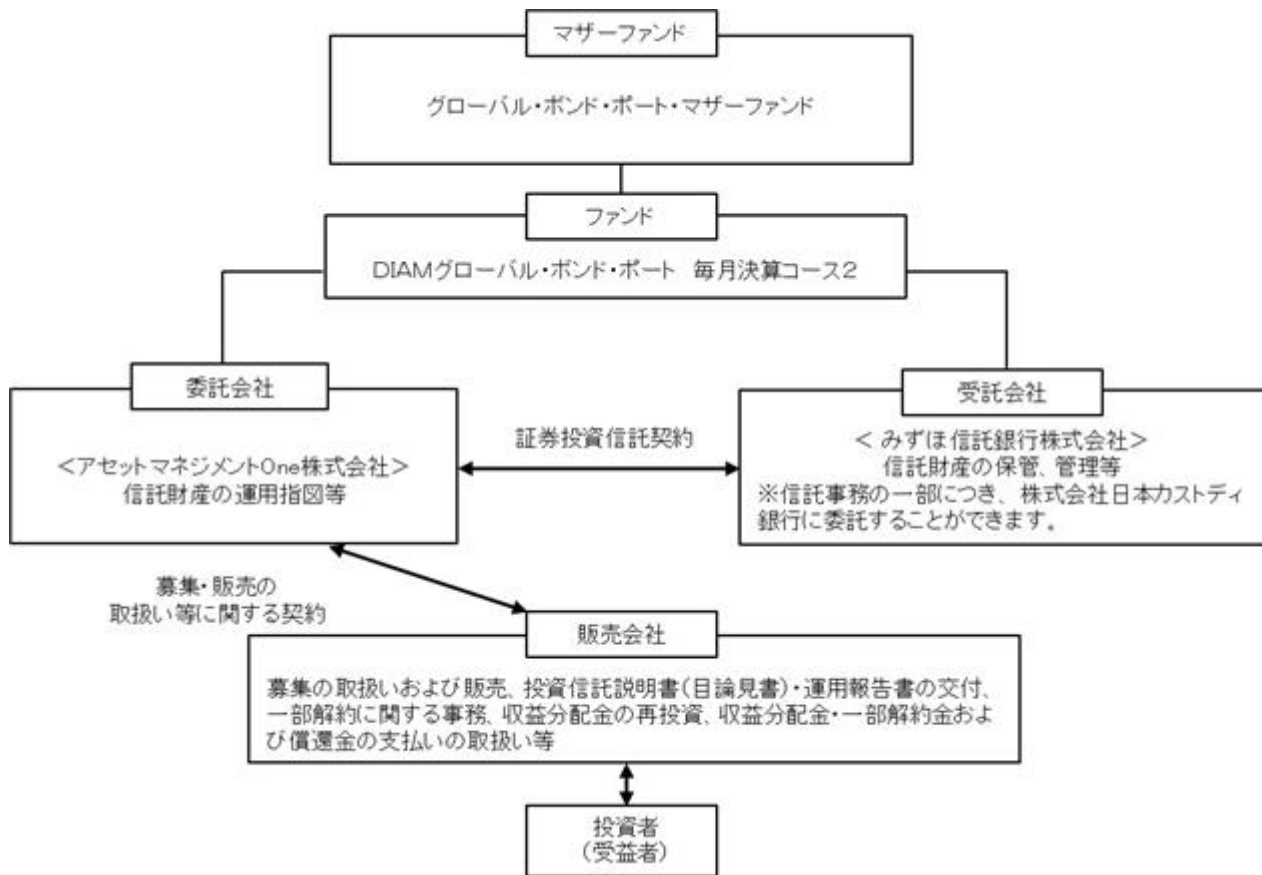 マザーファンド
グローバル・ボンド・ポート・マザーファンド
ファンド
DIAMグローバル・ボンド・ポート 毎月決算コース2
委託会社
<アセットマネジメントOne株式会社>
信託財産の運用指図等
証券投資信託契約
受託会社
< みずほ信託銀行株式会社>
信託財産の保管、管理等
※信託事務の一部につき、株式会社日本カストディ
銀行に委託することができます。
募集・販売の
取扱い等に関する契約
販売会社
募集の取扱いおよび販売、投資信託説明書(目論見書)・運用報告書の交付、
一部解約に関する事務、収益分配金の再投資、収益分配金・一部解約金およ
び償還金の支払いの取扱い等
投資者
(受益者)